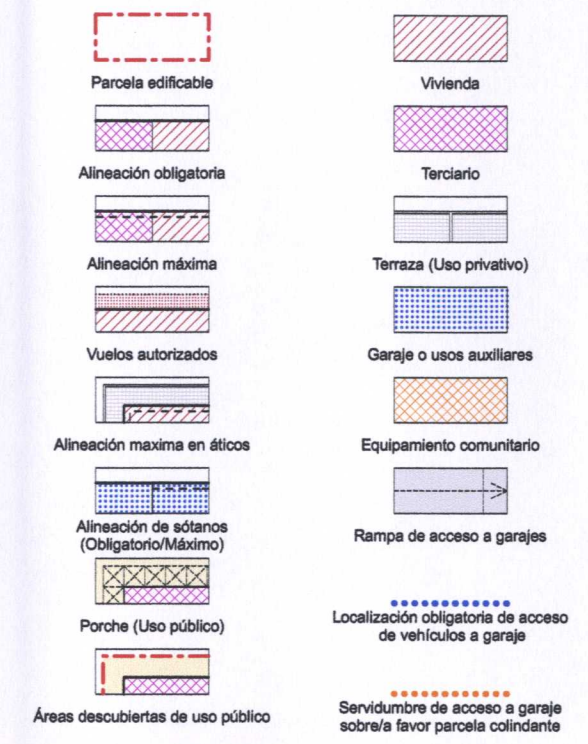 Parcela edificable
Alineación obligatoria
Alineación máxima
Vuelos autorizados
Alineación maxima en áticos
Alineación de sótanos
(Obligatorio/Máximo)
Porche (Uso público)
Áreas descubiertas de uso público
Vivienda
Terciario
Terraza (Uso privativo)
Garaje o usos auxiliares
Equipamiento comunitario
Rampa de acceso a garajes
Localización obligatoria de acceso
de vehículos a garaje
Servidumbre de acceso a garaje
sobre/a favor parcela colindante